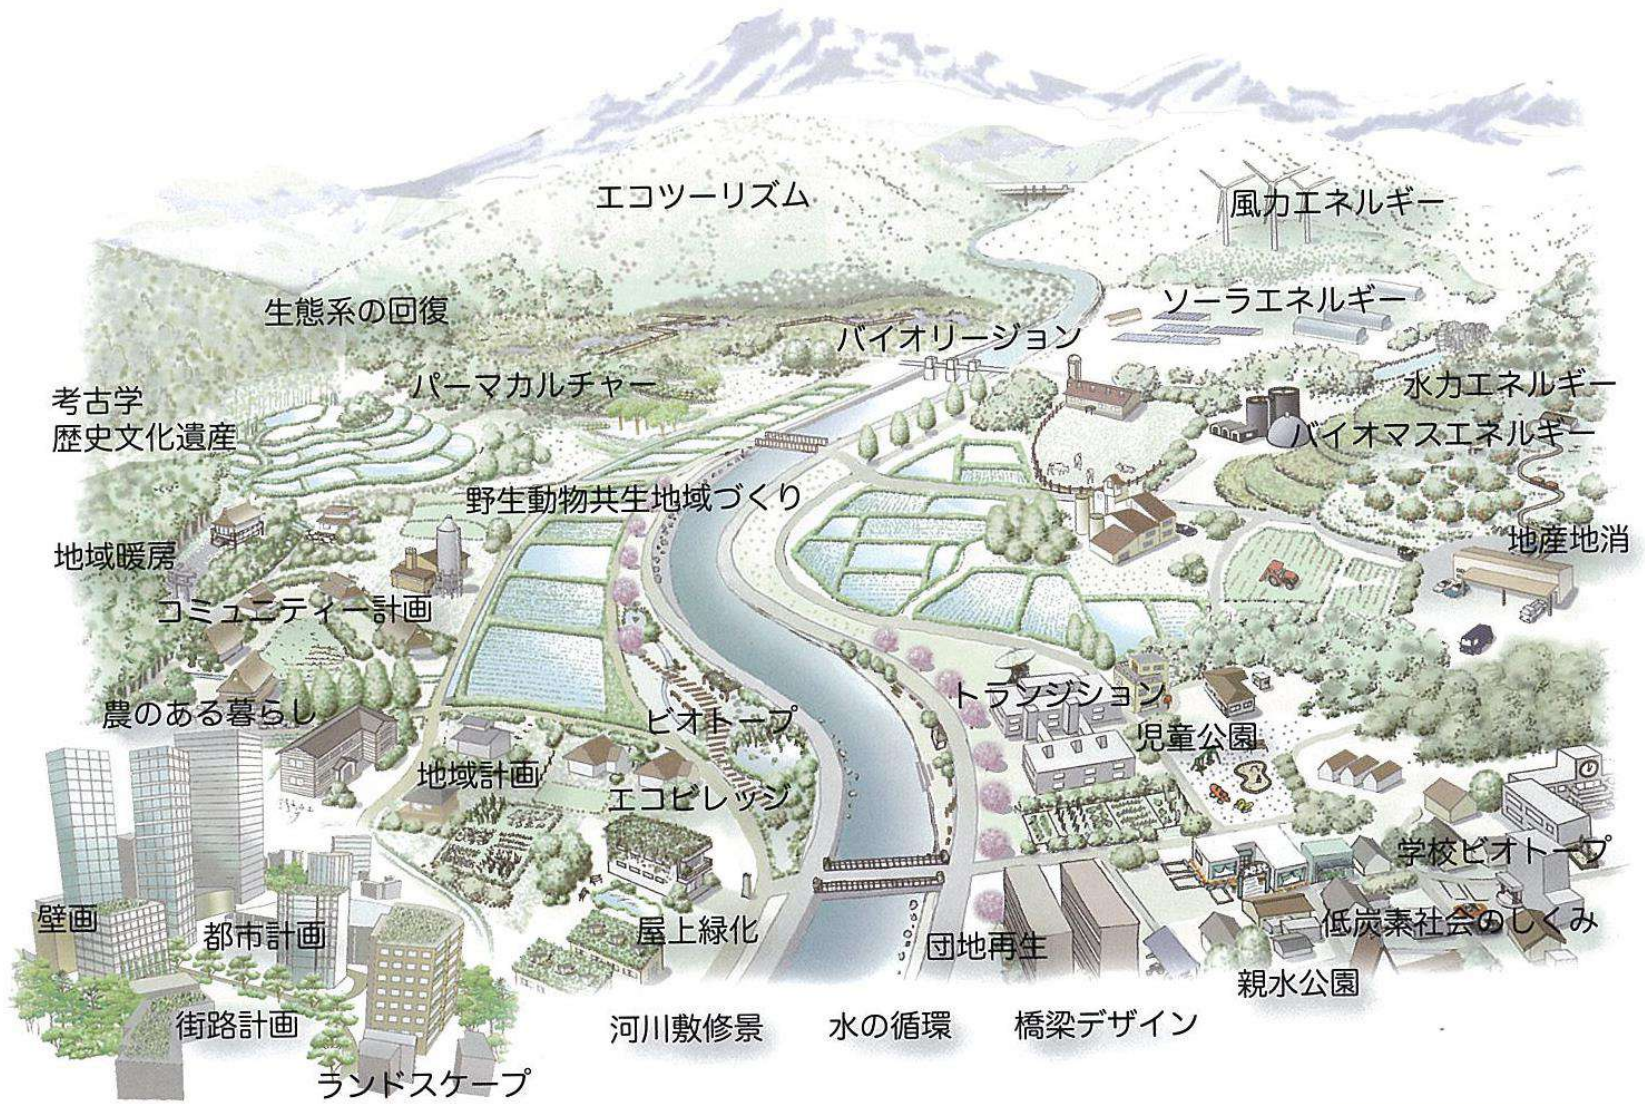 エコツーリズム
風力エネルギー
生態系の回復
ソーラエネルギー
バイオリージョン
パーマカルチャー
水力エネルギー
考古学
歴史文化遺産
バイオマスエネルギー
野生動物共生地域づくり
地域暖房
地産地消
コミュニティー計画
トランジション
農のある暮らし
ビオトープ
児童公園
地域計画
エコビレッジ
学校ビオトープ
壁画
都市計画
屋上緑化
団地再生
低炭素社会のしくみ
親水公園
街路計画
河川敷修景
水の循環
橋梁デザイン
ランドスケープ